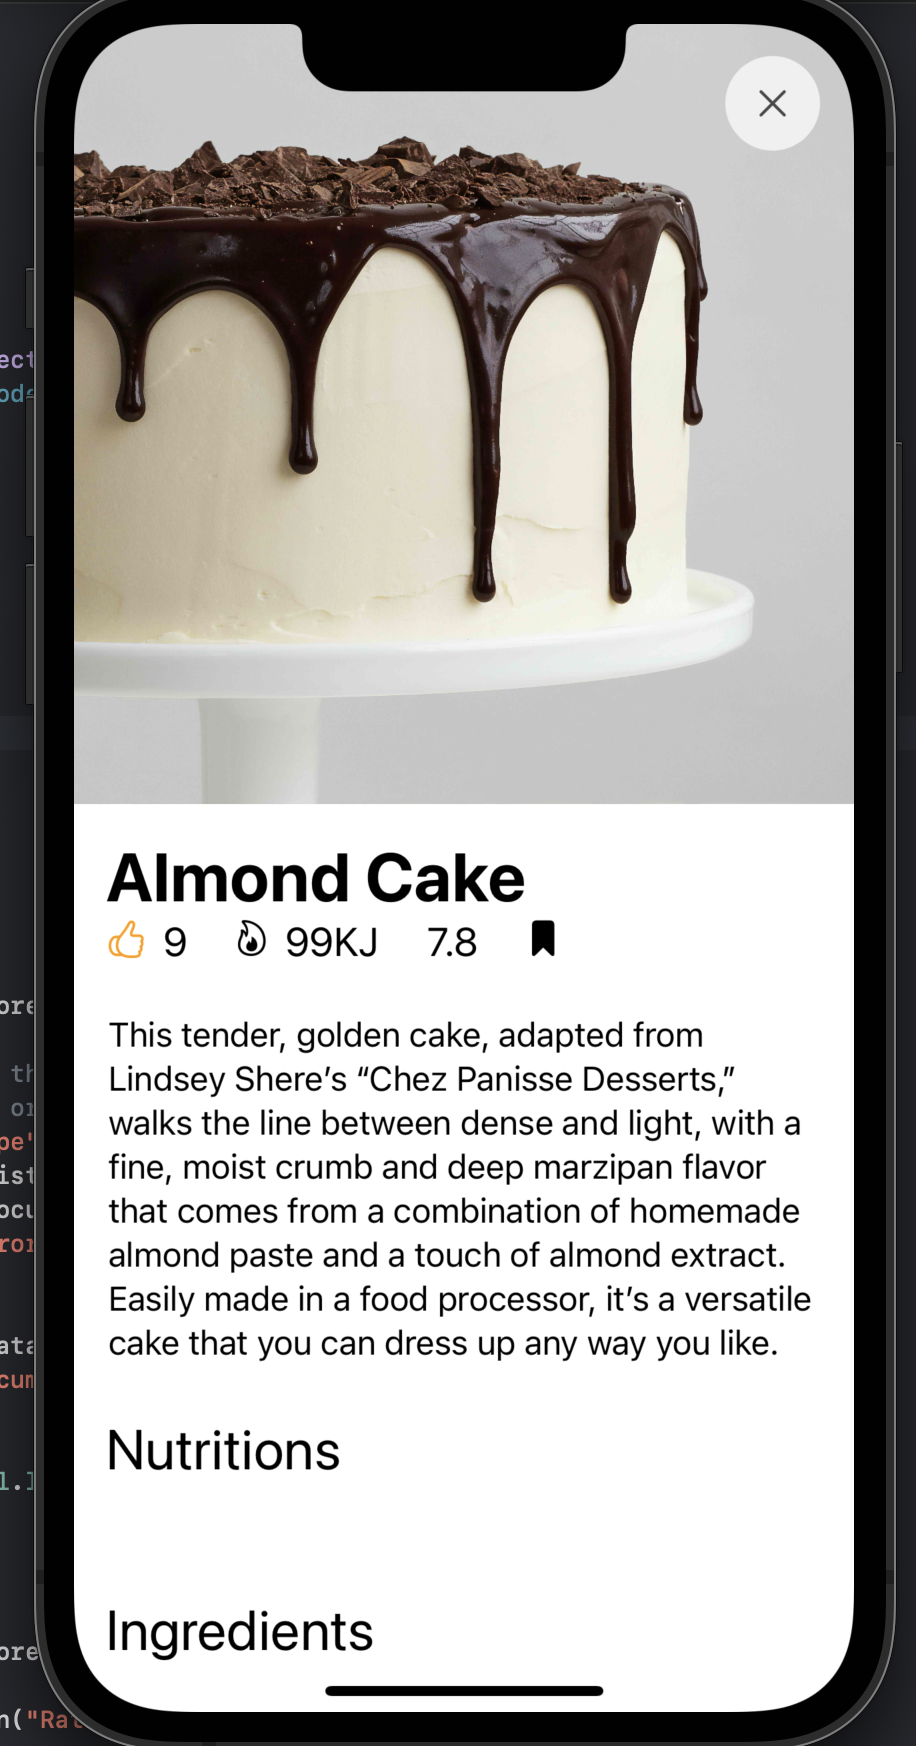 Almond Cake
9 99KJ 7.8
This tender, golden cake, adapted from
Lindsey Shere’s “Chez Panisse Desserts,”
walks the line between dense and light, with a
fine, moist crumb and deep marzipan flavor
that comes from a combination of homemade
almond paste and a touch of almond extract.
Easily made in a food processor, it’s a versatile
cake that you can dress up any way you like.
Nutritions
Ingredients